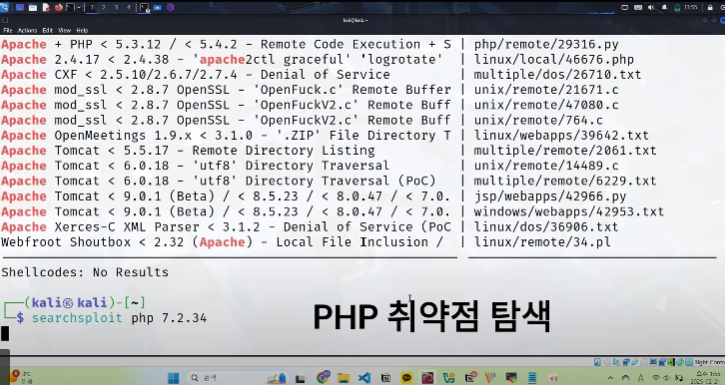 1 2 3 4
11:55
kali@kali: ~
File Actions Edit View Help
Apache + PHP < 5.3.12 / < 5.4.2 - Remote Code Execution + S | php/remote/29316.py
Apache 2.4.17 < 2.4.38 - 'apache2ctl graceful' 'logrotate' | linux/local/46676.php
Apache CXF < 2.5.10/2.6.7/2.7.4 - Denial of Service | multiple/dos/26710.txt
Apache mod_ssl < 2.8.7 OpenSSL - 'OpenFuck.c' Remote Buffer | unix/remote/21671.c
Apache mod_ssl < 2.8.7 OpenSSL - 'OpenFuckV2.c' Remote Buff | unix/remote/47080.c
Apache mod_ssl < 2.8.7 OpenSSL - 'OpenFuckV2.c' Remote Buff | unix/remote/764.c
Apache OpenMeetings 1.9.x < 3.1.0 - '.ZIP' File Directory T | linux/webapps/39642.txt
Apache Tomcat < 5.5.17 - Remote Directory Listing | multiple/remote/2061.txt
Apache Tomcat < 6.0.18 - 'utf8' Directory Traversal | unix/remote/14489.c
Apache Tomcat < 6.0.18 - 'utf8' Directory Traversal (PoC) | multiple/remote/6229.txt
Apache Tomcat < 9.0.1 (Beta) / < 8.5.23 / < 8.0.47 / < 7.0. | jsp/webapps/42966.py
Apache Tomcat < 9.0.1 (Beta) / < 8.5.23 / < 8.0.47 / < 7.0. | windows/webapps/42953.txt
Apache Xerces-C XML Parser < 3.1.2 - Denial of Service (PoC | linux/dos/36906.txt
Webfroot Shoutbox < 2.32 (Apache) - Local File Inclusion / | linux/remote/34.pl
Shellcodes: No Results
(kali㉿kali)-[~]
$ searchsploit php 7.2.34
PHP 취약점 탐색
Right Control
검색